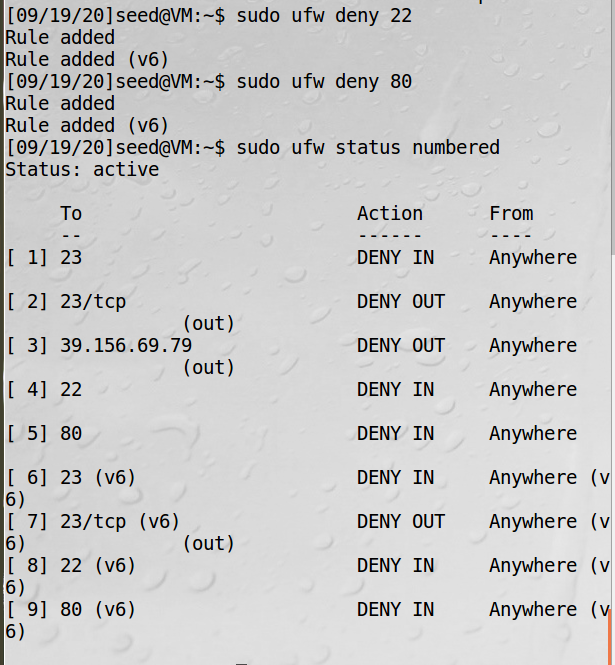 [09/19/20]seed@VM:~$ sudo ufw deny 22
Rule added
Rule added (v6)
[09/19/20]seed@VM:~$ sudo ufw deny 80
Rule added
Rule added (v6)
[09/19/20]seed@VM:~$ sudo ufw status numbered
Status: active
To Action From
-- ------ ----
[ 1] 23 DENY IN Anywhere
[ 2] 23/tcp DENY OUT Anywhere
(out)
[ 3] 39.156.69.79 DENY OUT Anywhere
(out)
[ 4] 22 DENY IN Anywhere
[ 5] 80 DENY IN Anywhere
[ 6] 23 (v6) DENY IN Anywhere (v
6)
[ 7] 23/tcp (v6) DENY OUT Anywhere (v
6) (out)
[ 8] 22 (v6) DENY IN Anywhere (v
6)
[ 9] 80 (v6) DENY IN Anywhere (v
6)